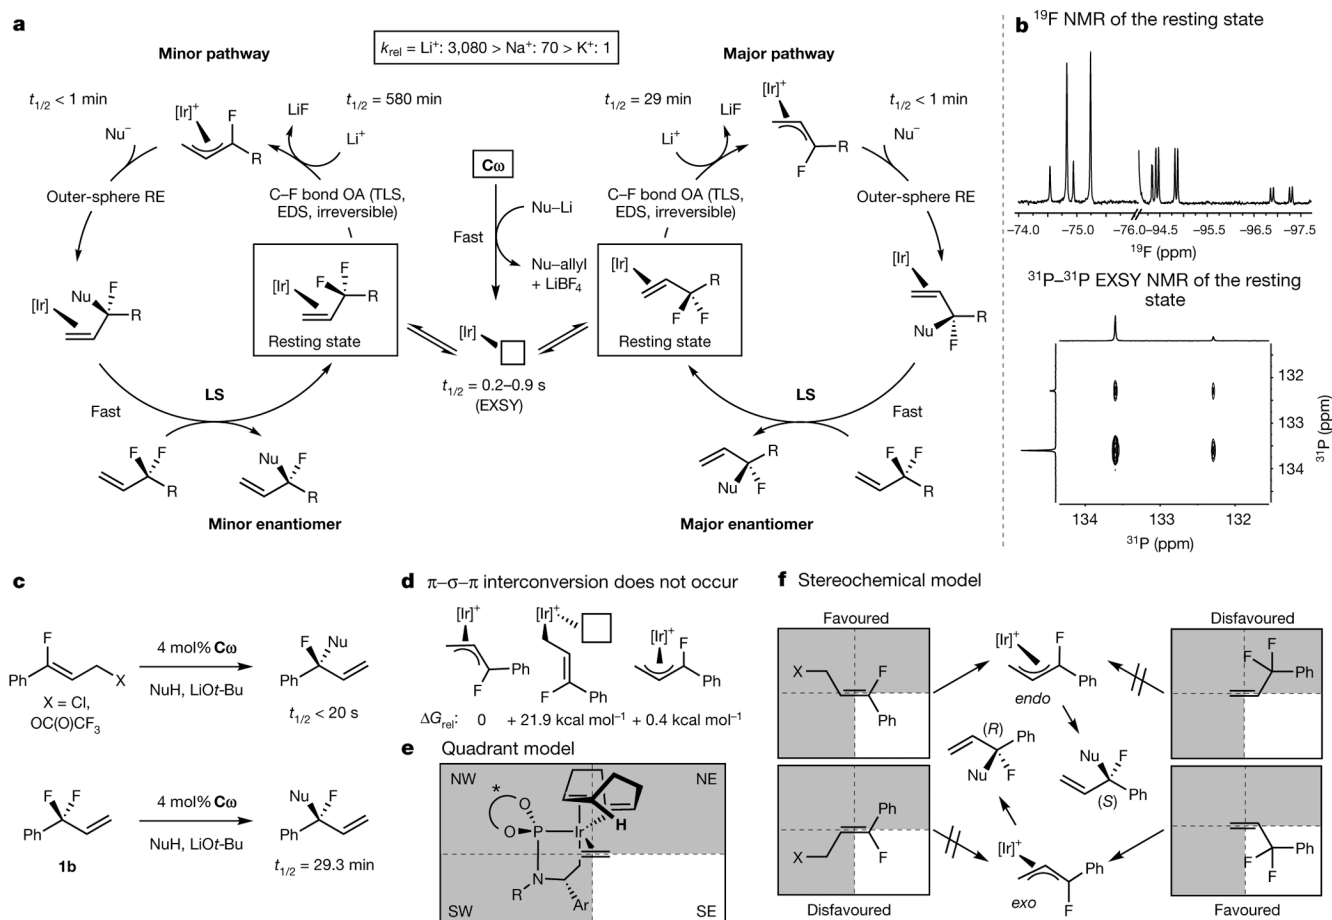 a
Minor pathway
k_rel = Li⁺: 3,080 > Na⁺: 70 > K⁺: 1
Major pathway
t_1/2 < 1 min
Nu⁻
[Ir]⁺
F
R
LiF
t_1/2 = 580 min
Li⁺
t_1/2 = 29 min
Li⁺
LiF
[Ir]⁺
F
R
t_1/2 < 1 min
Nu⁻
Outer-sphere RE
C–F bond OA (TLS,
EDS, irreversible)
Cω
Nu–Li
Fast
Nu–allyl
+ LiBF₄
C–F bond OA (TLS,
EDS, irreversible)
Outer-sphere RE
Nu
F
[Ir]
R
F
F
[Ir]
R
Resting state
[Ir]
t_1/2 = 0.2–0.9 s
(EXSY)
[Ir]
R
F
F
Resting state
[Ir]
R
Nu
F
Fast
LS
F
F
R
Nu
F
R
Minor enantiomer
LS
Fast
R
Nu
F
F
F
R
Major enantiomer
b
¹⁹F NMR of the resting state
–74.0
–75.0
–76.0
–94.5
–95.5
–96.5
–97.5
¹⁹F (ppm)
³¹P–³¹P EXSY NMR of the resting
state
132
133
134
³¹P (ppm)
134
133
132
³¹P (ppm)
c
F
Ph
X
X = Cl,
OC(O)CF₃
4 mol% Cω
NuH, LiOt-Bu
F
Nu
Ph
t_1/2 < 20 s
F
F
Ph
1b
4 mol% Cω
NuH, LiOt-Bu
Nu
F
Ph
t_1/2 = 29.3 min
d
π–σ–π interconversion does not occur
[Ir]⁺
Ph
F
[Ir]⁺
F
Ph
[Ir]⁺
F
Ph
ΔG_rel: 0 + 21.9 kcal mol⁻¹ + 0.4 kcal mol⁻¹
e
Quadrant model
NW
NE
*
O
O
P
Ir
H
N
R
Ar
SW
SE
f
Stereochemical model
Favoured
X
F
Ph
[Ir]⁺
F
Ph
endo
Disfavoured
F
F
Ph
(R)
Ph
Nu
F
Nu
F
Ph
(S)
X
Ph
F
Disfavoured
[Ir]⁺
Ph
F
exo
Ph
F
F
Favoured